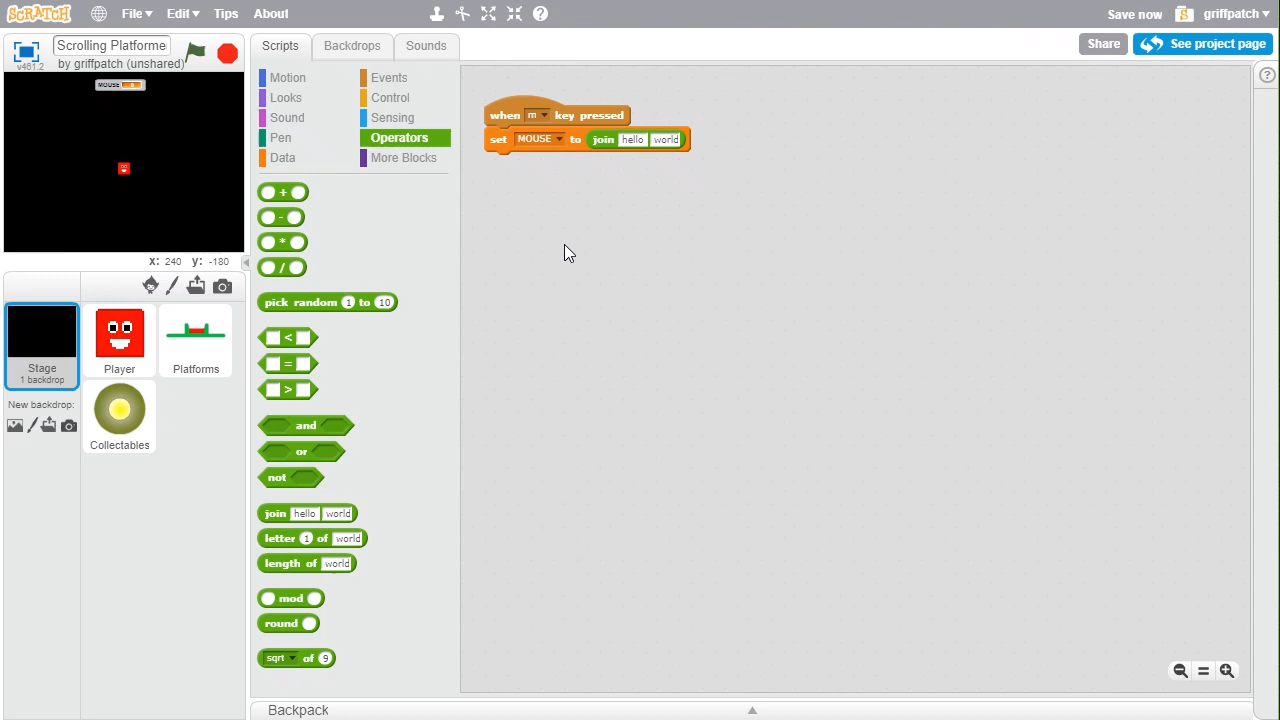 SCRATCH File▾ Edit▾ Tips About Save now griffpatch▾
v461.2 Scrolling Platforme
by griffpatch (unshared)
Scripts Backdrops Sounds Share See project page
MOUSE
x: 240 y: -180
Stage
1 backdrop
New backdrop:
Player
Platforms
Collectables
Motion Events
Looks Control
Sound Sensing
Pen Operators
Data More Blocks
+
-
*
/
pick random 1 to 10
<
=
>
and
or
not
join hello world
letter 1 of world
length of world
mod
round
sqrt of 9
when m key pressed
set MOUSE to join hello world
Backpack